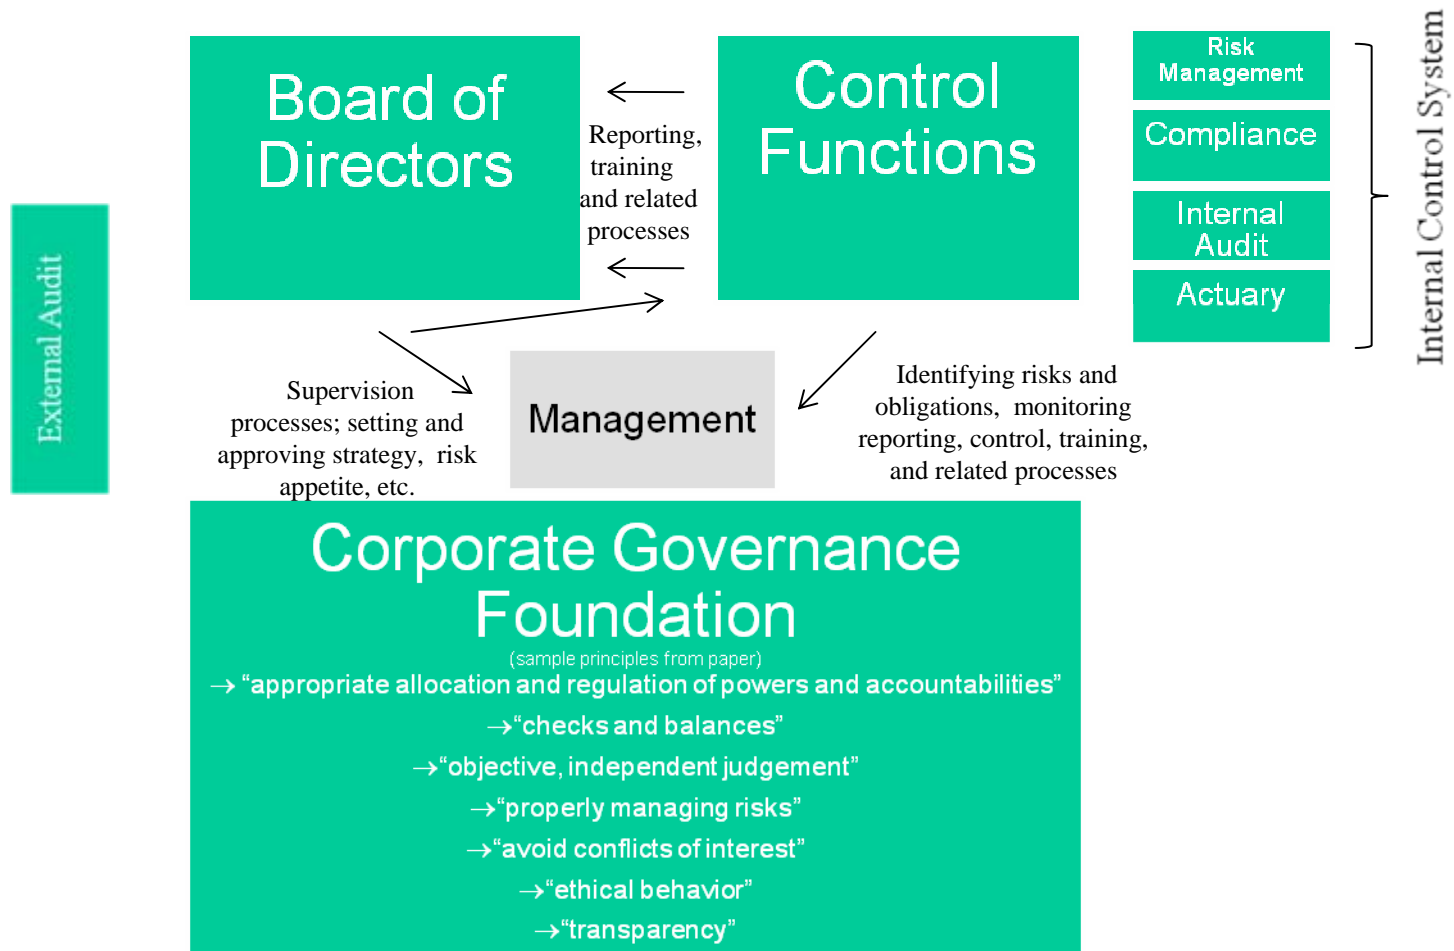 Board of
Directors
Reporting,
training
and related
processes
Control
Functions
Risk
Management
Compliance
Internal
Audit
Actuary
Internal Control System
External Audit
Supervision
processes; setting and
approving strategy, risk
appetite, etc.
Management
Identifying risks and
obligations, monitoring
reporting, control, training,
and related processes
Corporate Governance
Foundation
(sample principles from paper)
→ “appropriate allocation and regulation of powers and accountabilities”
→“checks and balances”
→“objective, independent judgement”
→“properly managing risks”
→“avoid conflicts of interest”
→“ethical behavior”
→“transparency”